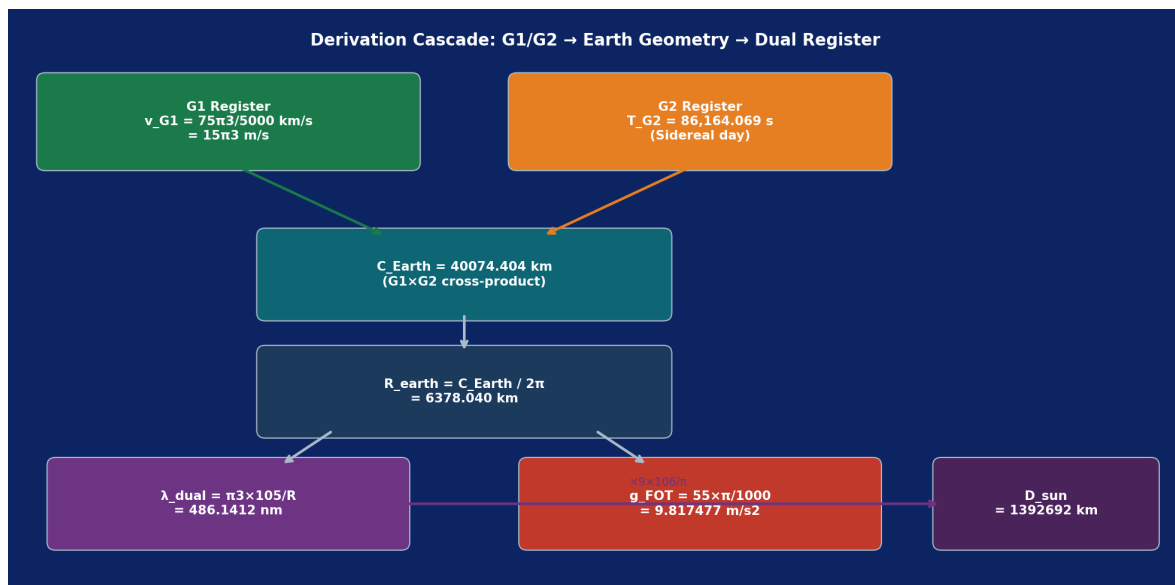 Derivation Cascade: G1/G2 → Earth Geometry → Dual Register
G1 Register
v_G1 = 75π3/5000 km/s
= 15π3 m/s
G2 Register
T_G2 = 86,164.069 s
(Sidereal day)
C_Earth = 40074.404 km
(G1×G2 cross-product)
R_earth = C_Earth / 2π
= 6378.040 km
λ_dual = π3×105/R
= 486.1412 nm
×9×106/π
g_FOT = 55×π/1000
= 9.817477 m/s2
D_sun
= 1392692 km